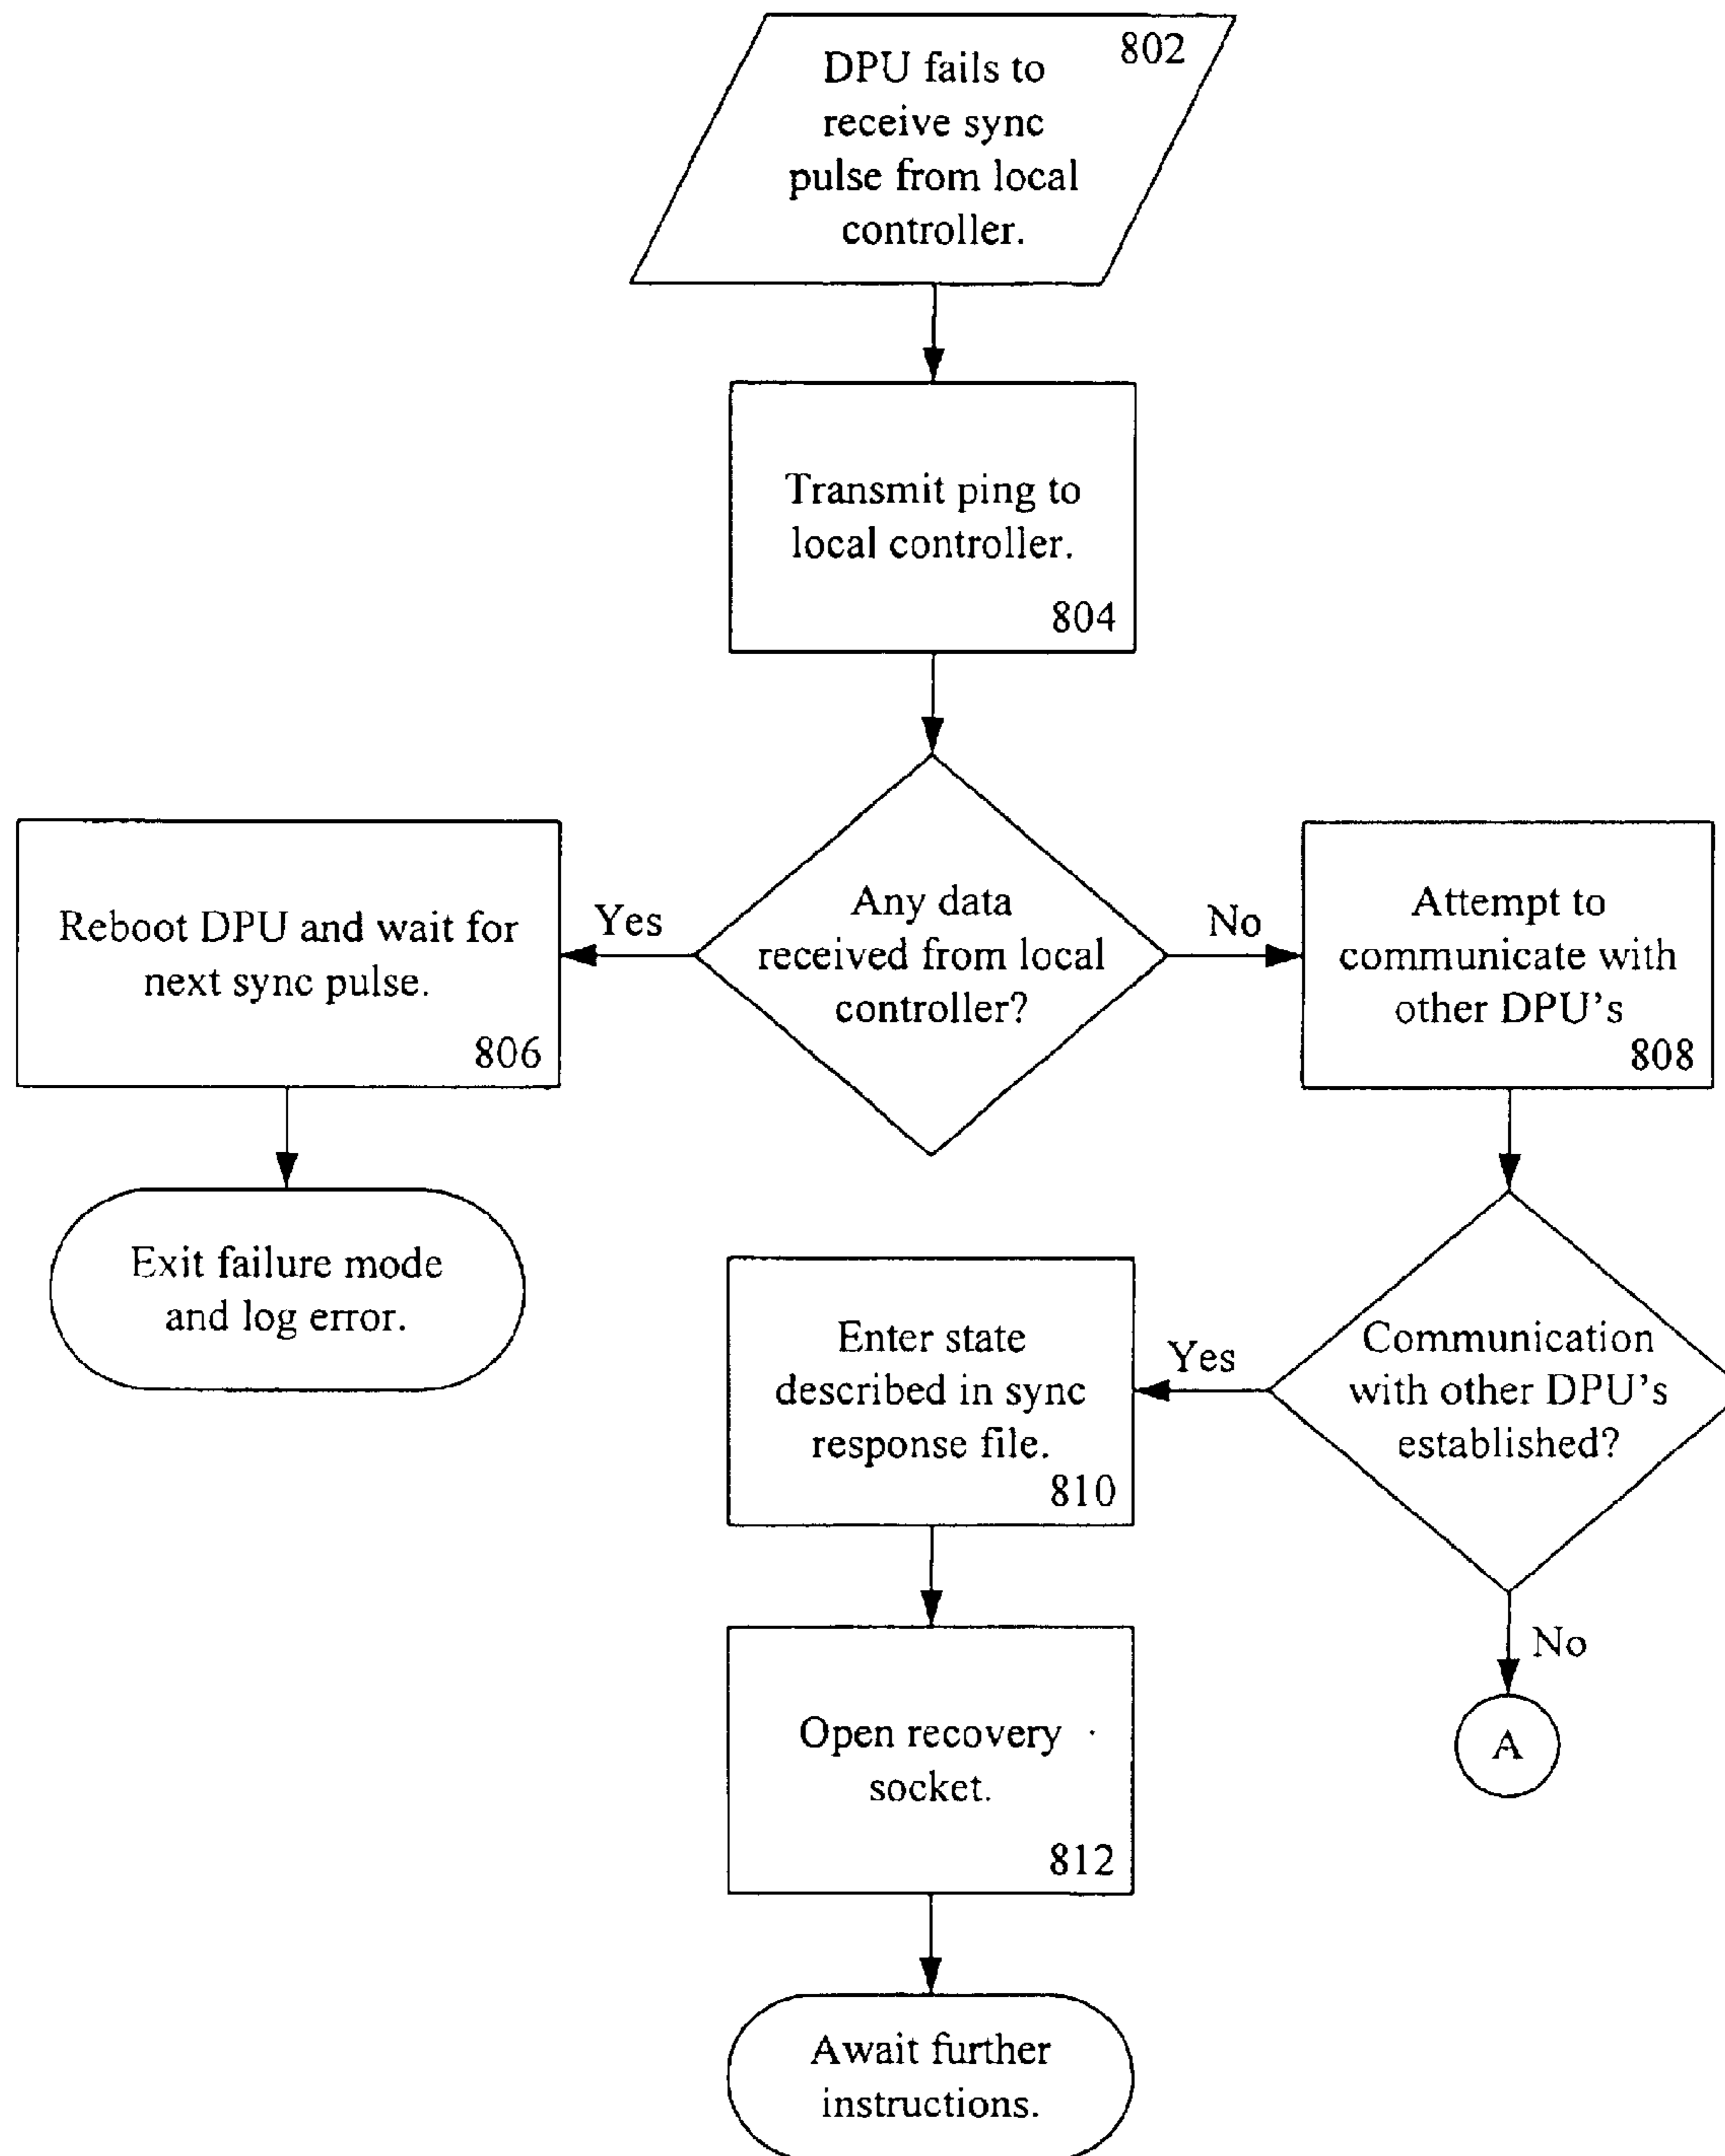 802
DPU fails to
receive sync
pulse from local
controller.
Transmit ping to
local controller.
804
Any data
received from local
controller?
Yes
No
Reboot DPU and wait for
next sync pulse.
806
Attempt to
communicate with
other DPU's
808
Exit failure mode
and log error.
Communication
with other DPU's
established?
Yes
No
Enter state
described in sync
response file.
810
A
Open recovery
socket.
812
Await further
instructions.